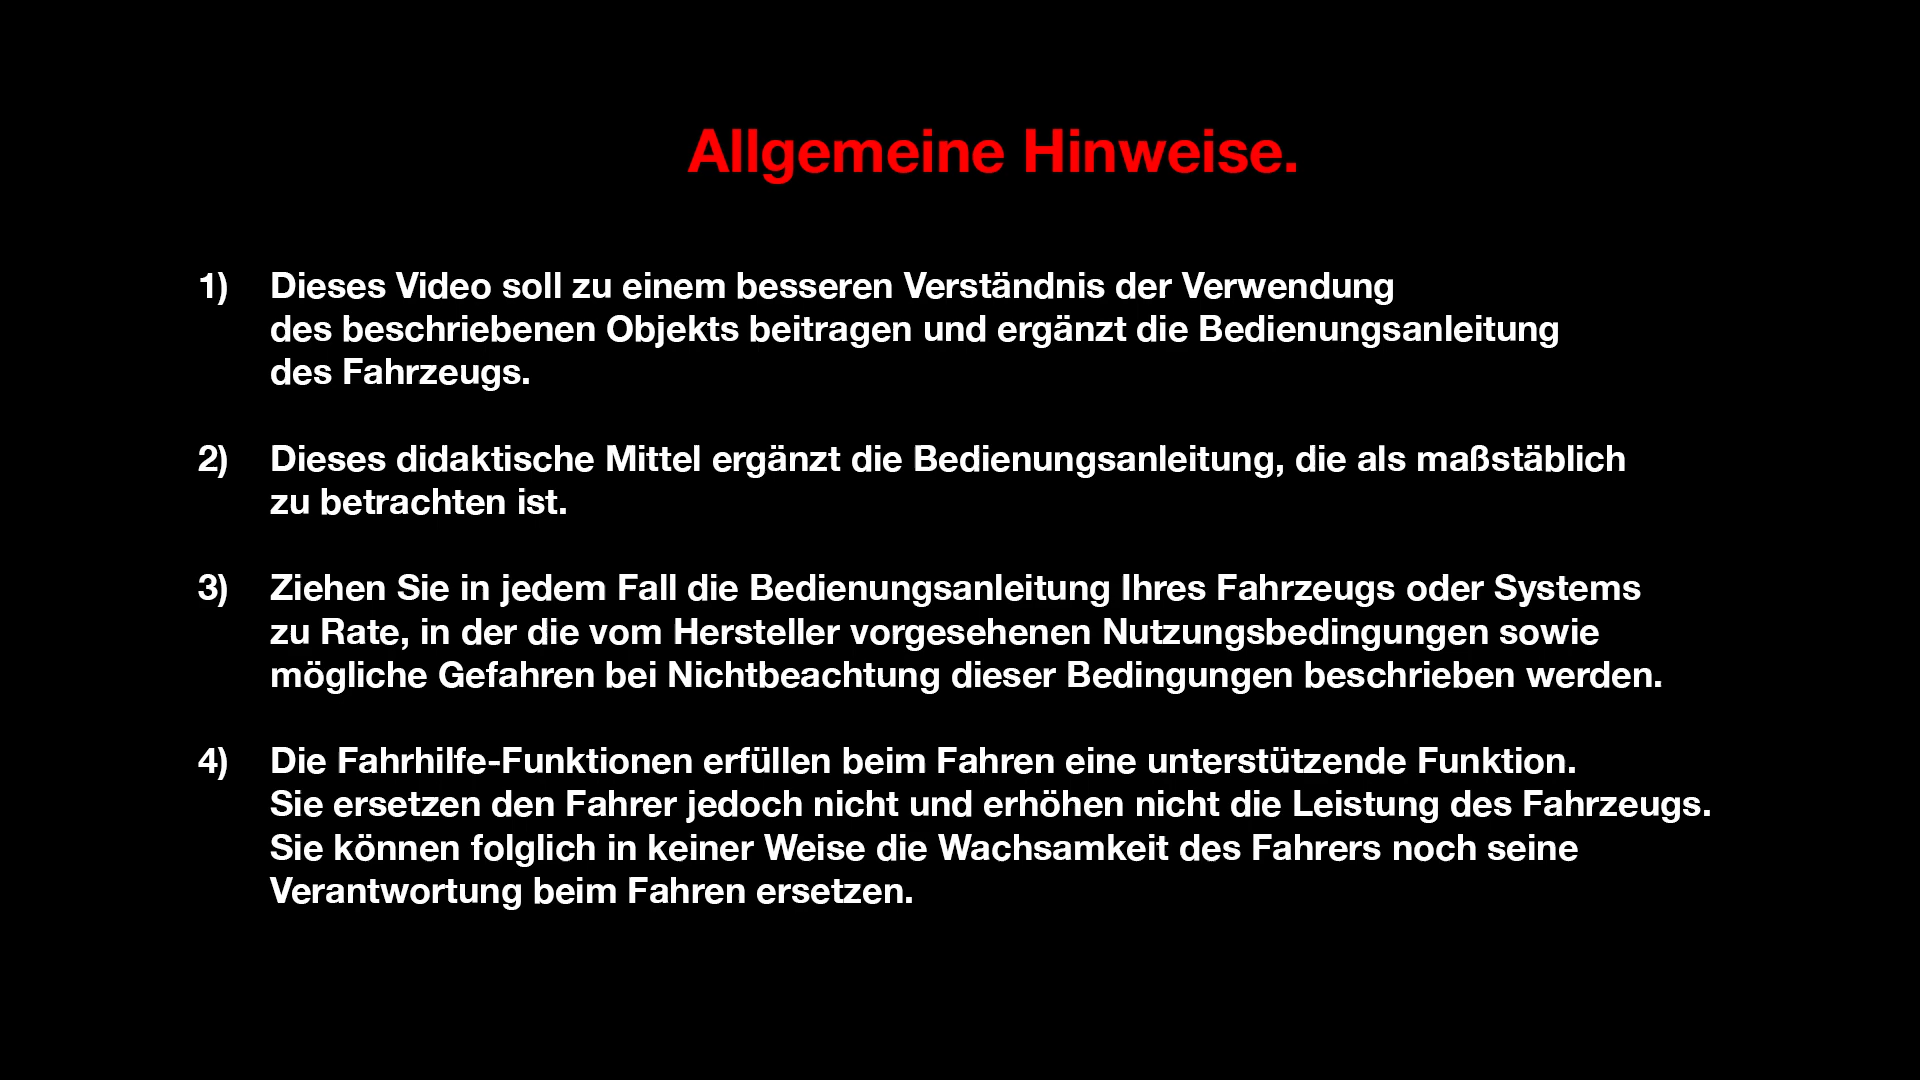 Allgemeine Hinweise.
1) Dieses Video soll zu einem besseren Verständnis der Verwendung
des beschriebenen Objekts beitragen und ergänzt die Bedienungsanleitung
des Fahrzeugs.
2) Dieses didaktische Mittel ergänzt die Bedienungsanleitung, die als maßstäblich
zu betrachten ist.
3) Ziehen Sie in jedem Fall die Bedienungsanleitung Ihres Fahrzeugs oder Systems
zu Rate, in der die vom Hersteller vorgesehenen Nutzungsbedingungen sowie
mögliche Gefahren bei Nichtbeachtung dieser Bedingungen beschrieben werden.
4) Die Fahrhilfe-Funktionen erfüllen beim Fahren eine unterstützende Funktion.
Sie ersetzen den Fahrer jedoch nicht und erhöhen nicht die Leistung des Fahrzeugs.
Sie können folglich in keiner Weise die Wachsamkeit des Fahrers noch seine
Verantwortung beim Fahren ersetzen.